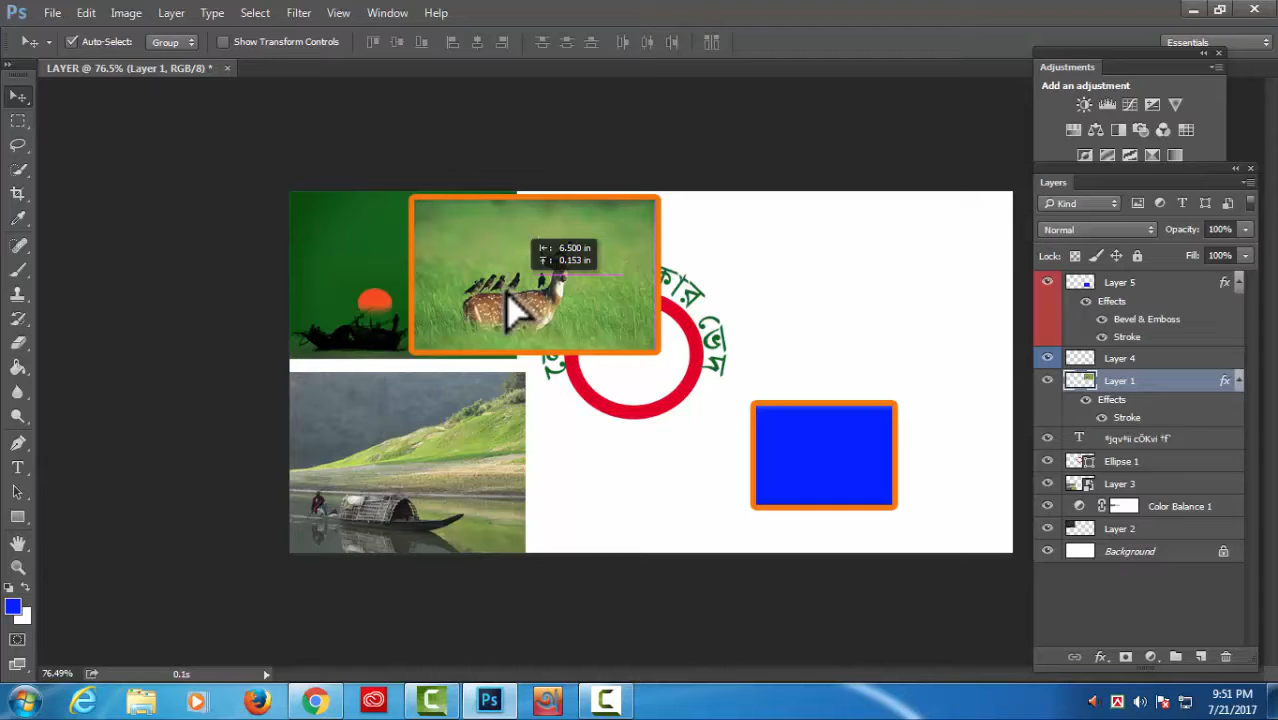 Ps File Edit Image Layer Type Select Filter View Window Help
Auto-Select: Group Show Transform Controls Essentials
LAYER @ 76.5% (Layer 1, RGB/8) * ×
Adjustments
Add an adjustment
Layers
Kind
Normal Opacity: 100%
Lock: Fill: 100%
Layer 5 fx
Effects
Bevel & Emboss
Stroke
Layer 4
Layer 1 fx
Effects
Stroke
Ellipse 1
Layer 3
Color Balance 1
Layer 2
Background
6.500 in
0.153 in
ভেদ
76.49% 0.1s
Ps
9:51 PM
7/21/2017